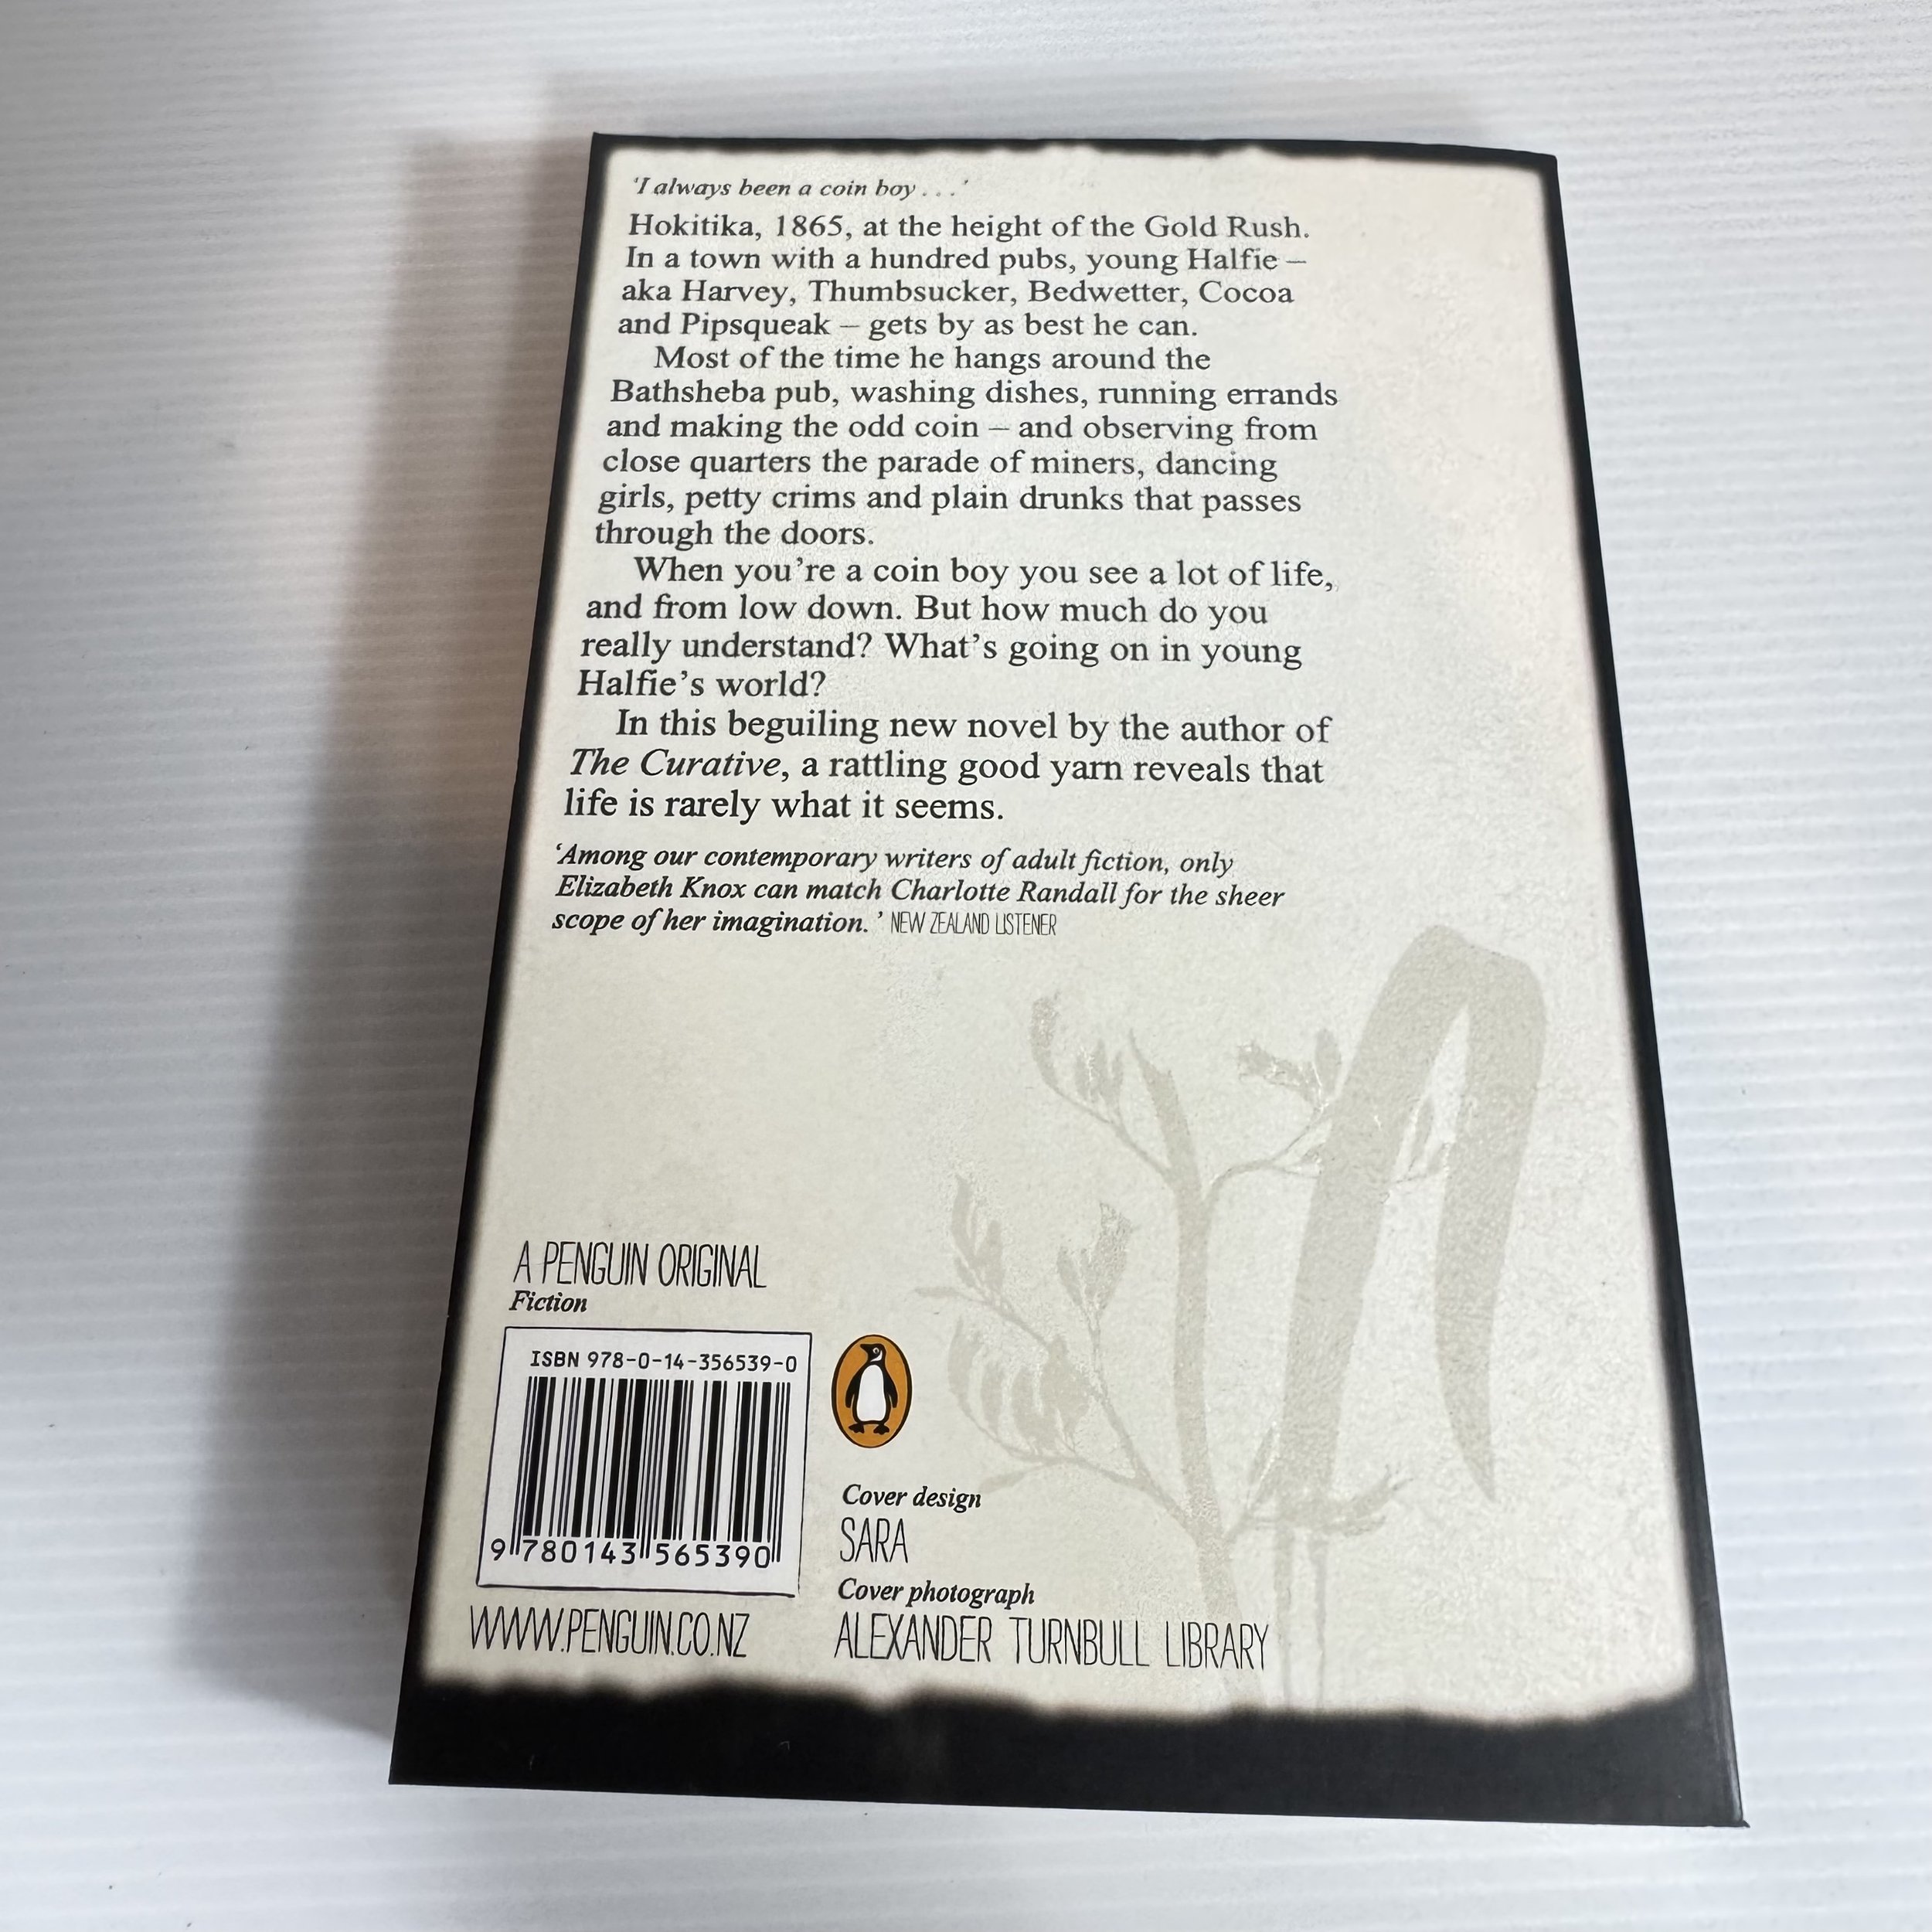 ‘I always been a coin boy . . .’
Hokitika, 1865, at the height of the Gold Rush.
In a town with a hundred pubs, young Halfie –
aka Harvey, Thumbsucker, Bedwetter, Cocoa
and Pipsqueak – gets by as best he can.
Most of the time he hangs around the
Bathsheba pub, washing dishes, running errands
and making the odd coin – and observing from
close quarters the parade of miners, dancing
girls, petty crims and plain drunks that passes
through the doors.
When you’re a coin boy you see a lot of life,
and from low down. But how much do you
really understand? What’s going on in young
Halfie’s world?
In this beguiling new novel by the author of
The Curative, a rattling good yarn reveals that
life is rarely what it seems.
‘Among our contemporary writers of adult fiction, only
Elizabeth Knox can match Charlotte Randall for the sheer
scope of her imagination.’ NEW ZEALAND LISTENER
A PENGUIN ORIGINAL
Fiction
ISBN 978-0-14-356539-0
9 780143 565390
WWW.PENGUIN.CO.NZ
Cover design
SARA
Cover photograph
ALEXANDER TURNBULL LIBRARY